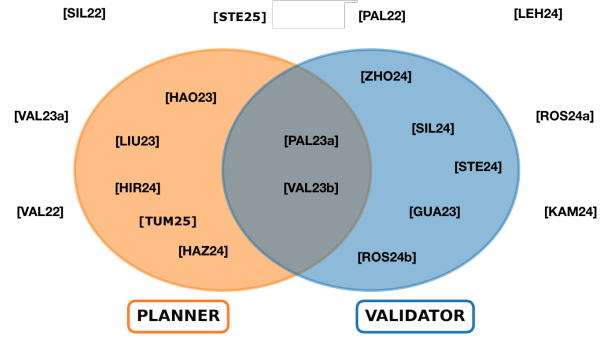 [SIL22]
[STE25]
[PAL22]
[LEH24]
[ZHO24]
[HAO23]
[VAL23a]
[ROS24a]
[SIL24]
[LIU23]
[PAL23a]
[STE24]
[HIR24]
[VAL23b]
[VAL22]
[GUA23]
[KAM24]
[TUM25]
[HAZ24]
[ROS24b]
PLANNER
VALIDATOR